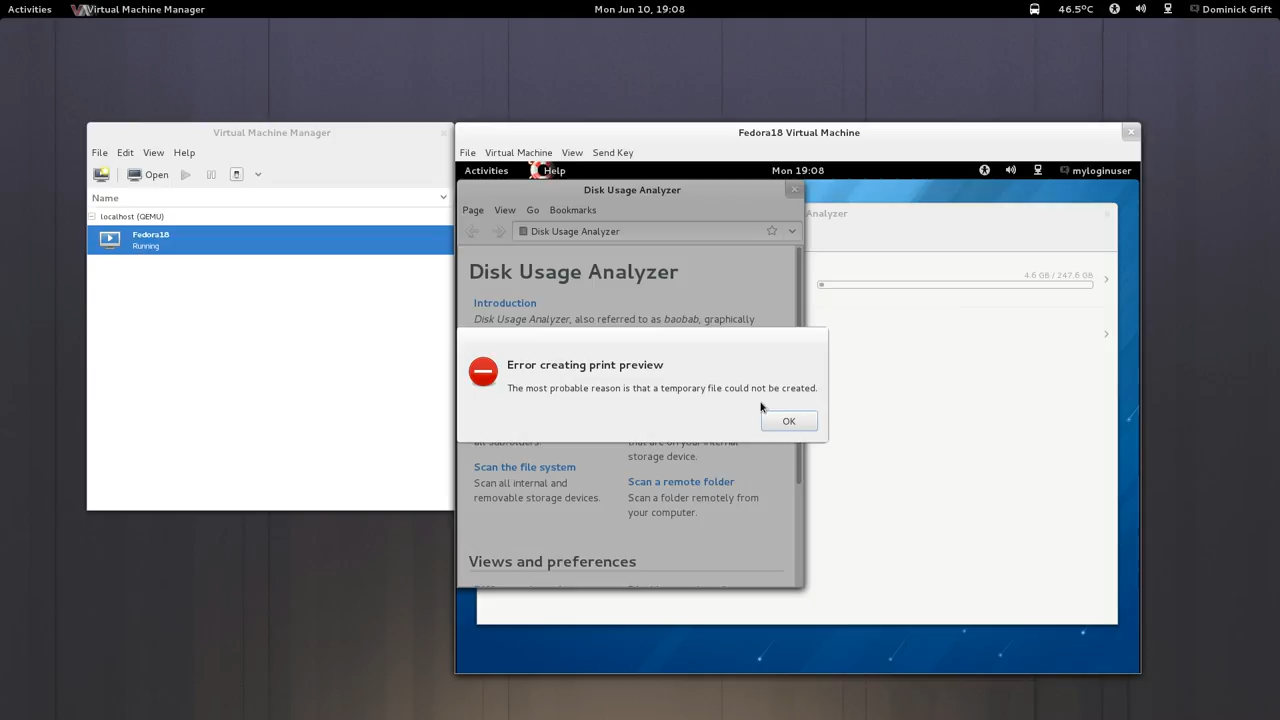 Activities
Virtual Machine Manager
Mon Jun 10, 19:08
46.5°C
Dominick Grift
Virtual Machine Manager
File Edit View Help
Open
Name
localhost (QEMU)
Fedora18
Running
Fedora18 Virtual Machine
File Virtual Machine View Send Key
Activities
Help
Mon 19:08
myloginuser
Disk Usage Analyzer
Analyzer
Page View Go Bookmarks
Disk Usage Analyzer
Disk Usage Analyzer
4.6 GB / 247.6 GB
Introduction
Disk Usage Analyzer, also referred to as baobab, graphically
Error creating print preview
The most probable reason is that a temporary file could not be created.
OK
all subfolders.
that are on your internal
storage device.
Scan the file system
Scan all internal and
removable storage devices.
Scan a remote folder
Scan a folder remotely from
your computer.
Views and preferences